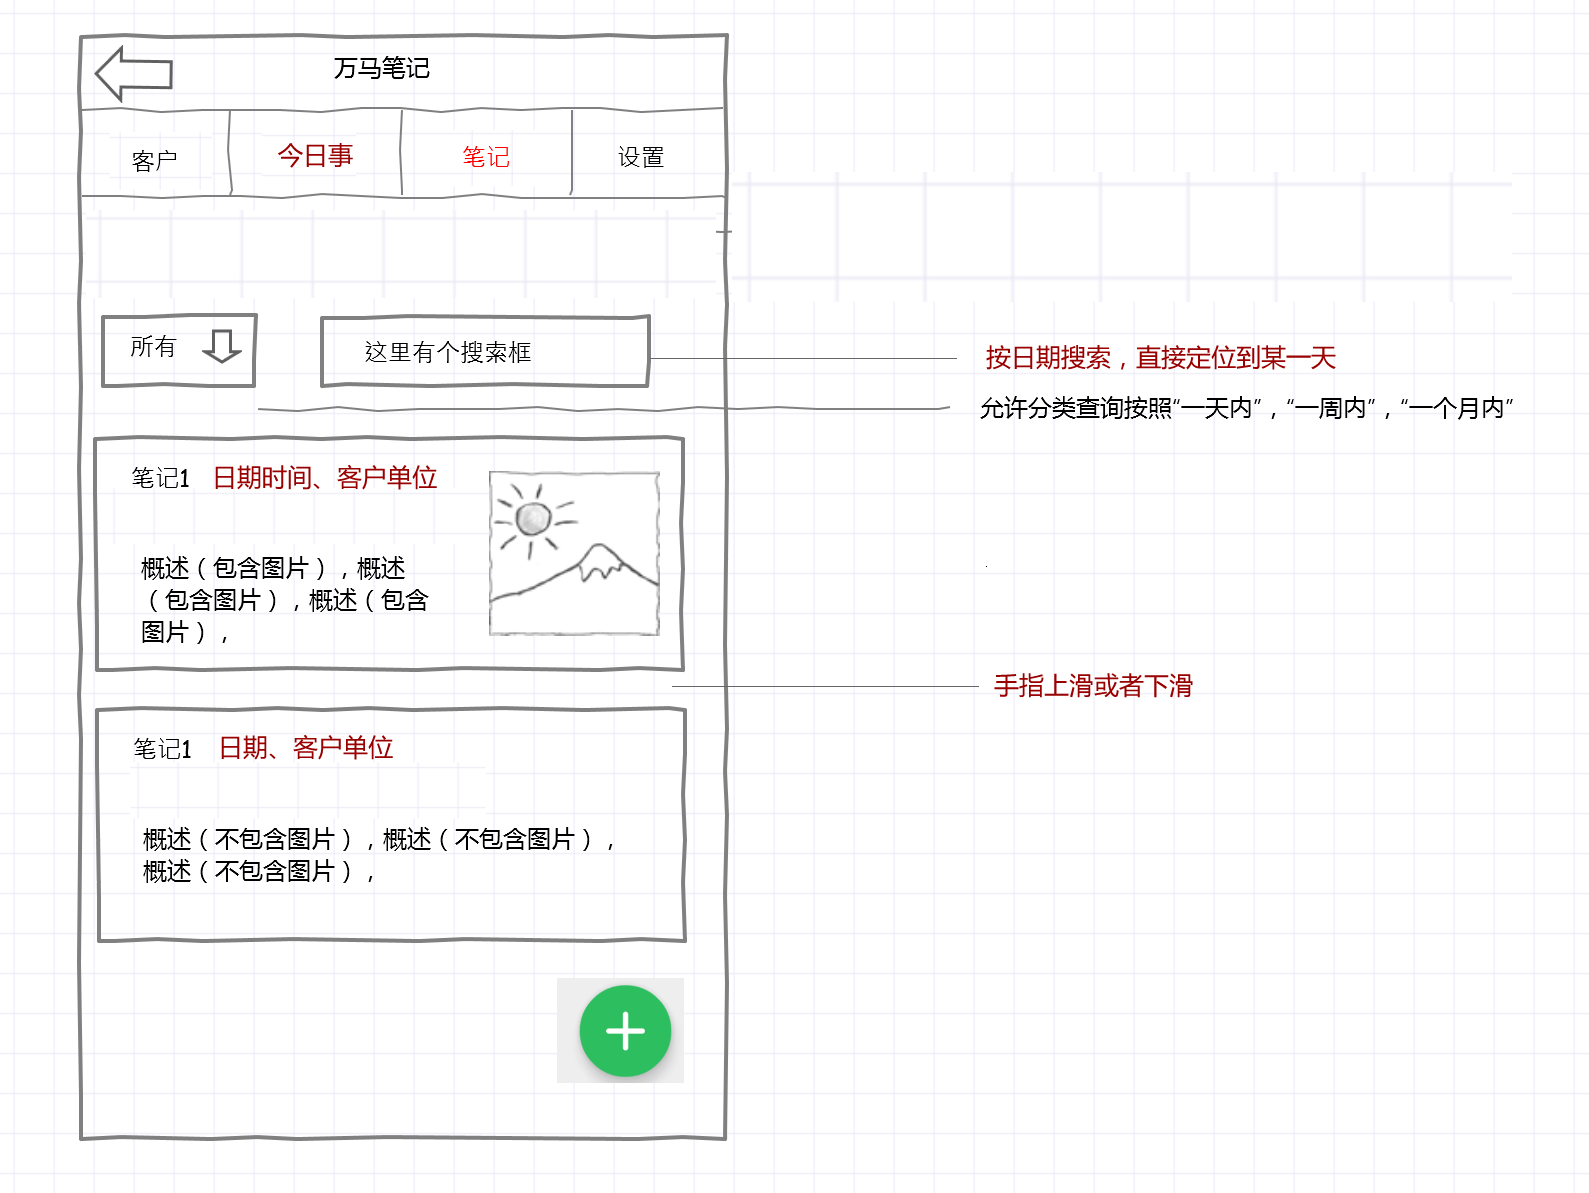 万马笔记
客户
今日事
笔记
设置
所有
这里有个搜索框
按日期搜索，直接定位到某一天
允许分类查询按照“一天内”，“一周内”，“一个月内”
笔记1 日期时间、客户单位
概述（包含图片），概述
（包含图片），概述（包含
图片），
手指上滑或者下滑
笔记1 日期、客户单位
概述（不包含图片），概述（不包含图片），
概述（不包含图片），